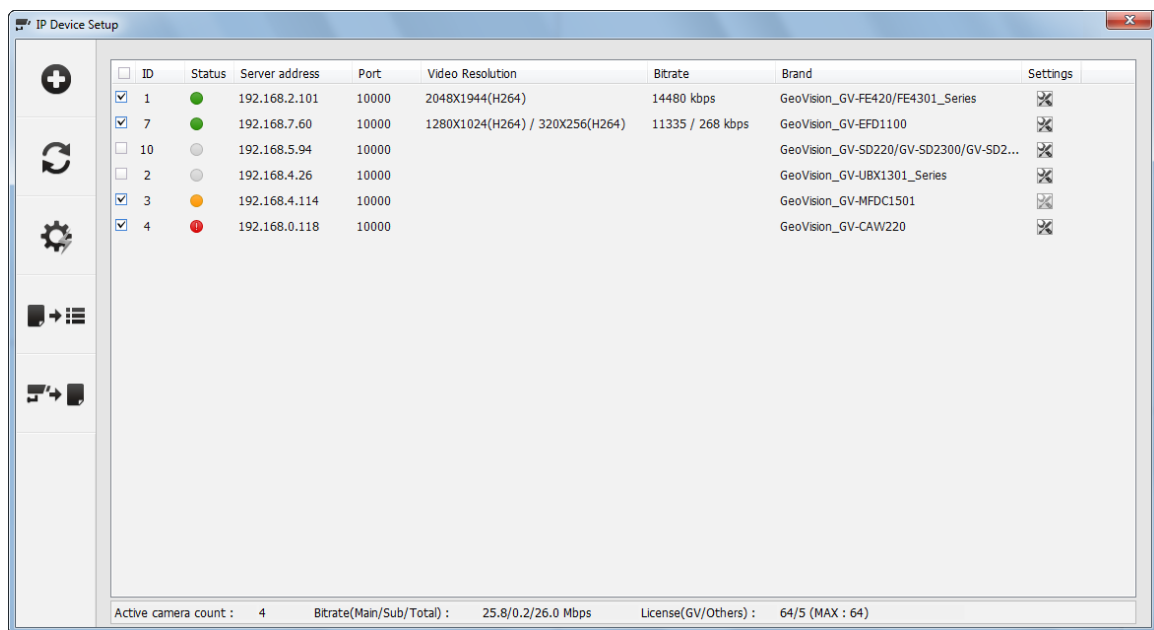 IP Device Setup
ID Status Server address Port Video Resolution Bitrate Brand Settings
1 192.168.2.101 10000 2048X1944(H264) 14480 kbps GeoVision_GV-FE420/FE4301_Series
7 192.168.7.60 10000 1280X1024(H264) / 320X256(H264) 11335 / 268 kbps GeoVision_GV-EFD1100
10 192.168.5.94 10000 GeoVision_GV-SD220/GV-SD2300/GV-SD2...
2 192.168.4.26 10000 GeoVision_GV-UBX1301_Series
3 192.168.4.114 10000 GeoVision_GV-MFDC1501
4 192.168.0.118 10000 GeoVision_GV-CAW220
Active camera count : 4 Bitrate(Main/Sub/Total) : 25.8/0.2/26.0 Mbps License(GV/Others) : 64/5 (MAX : 64)